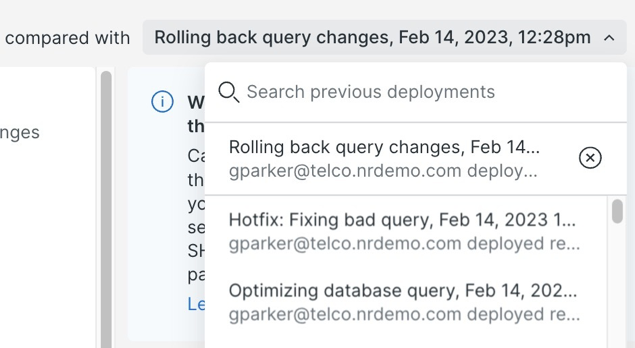 compared with Rolling back query changes, Feb 14, 2023, 12:28pm
Search previous deployments
Rolling back query changes, Feb 14...
gparker@telco.nrdemo.com deploy...
Hotfix: Fixing bad query, Feb 14, 2023 1...
gparker@telco.nrdemo.com deployed re...
Optimizing database query, Feb 14, 202...
gparker@telco.nrdemo.com deployed re...
nges
W
th
Ca
th
yo
se
SH
pa
Le